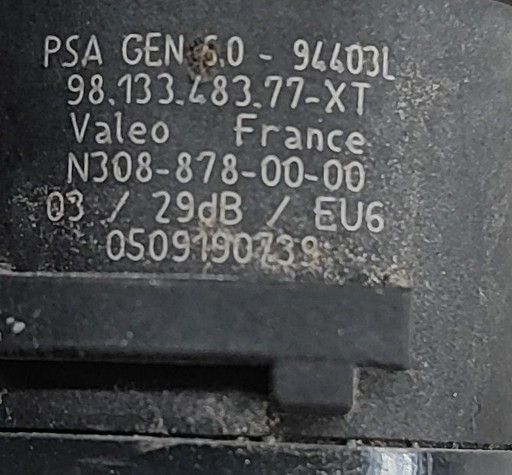 PSA GEN 6.0 - 94403L
98.133.483.77-XT
Valeo France
N308-878-00-00
03 / 29dB / EU6
0509190739